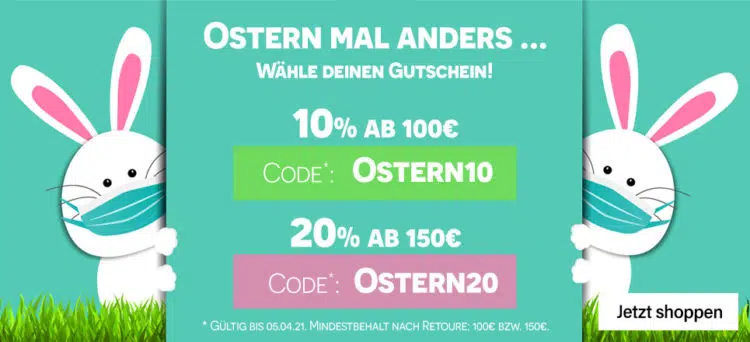 Ostern mal anders ...
Wähle deinen Gutschein!
10% ab 100€
Code*: Ostern10
20% ab 150€
Code*: Ostern20
* Gültig bis 05.04.21. Mindestbehalt nach Retoure: 100€ bzw. 150€.
Jetzt shoppen